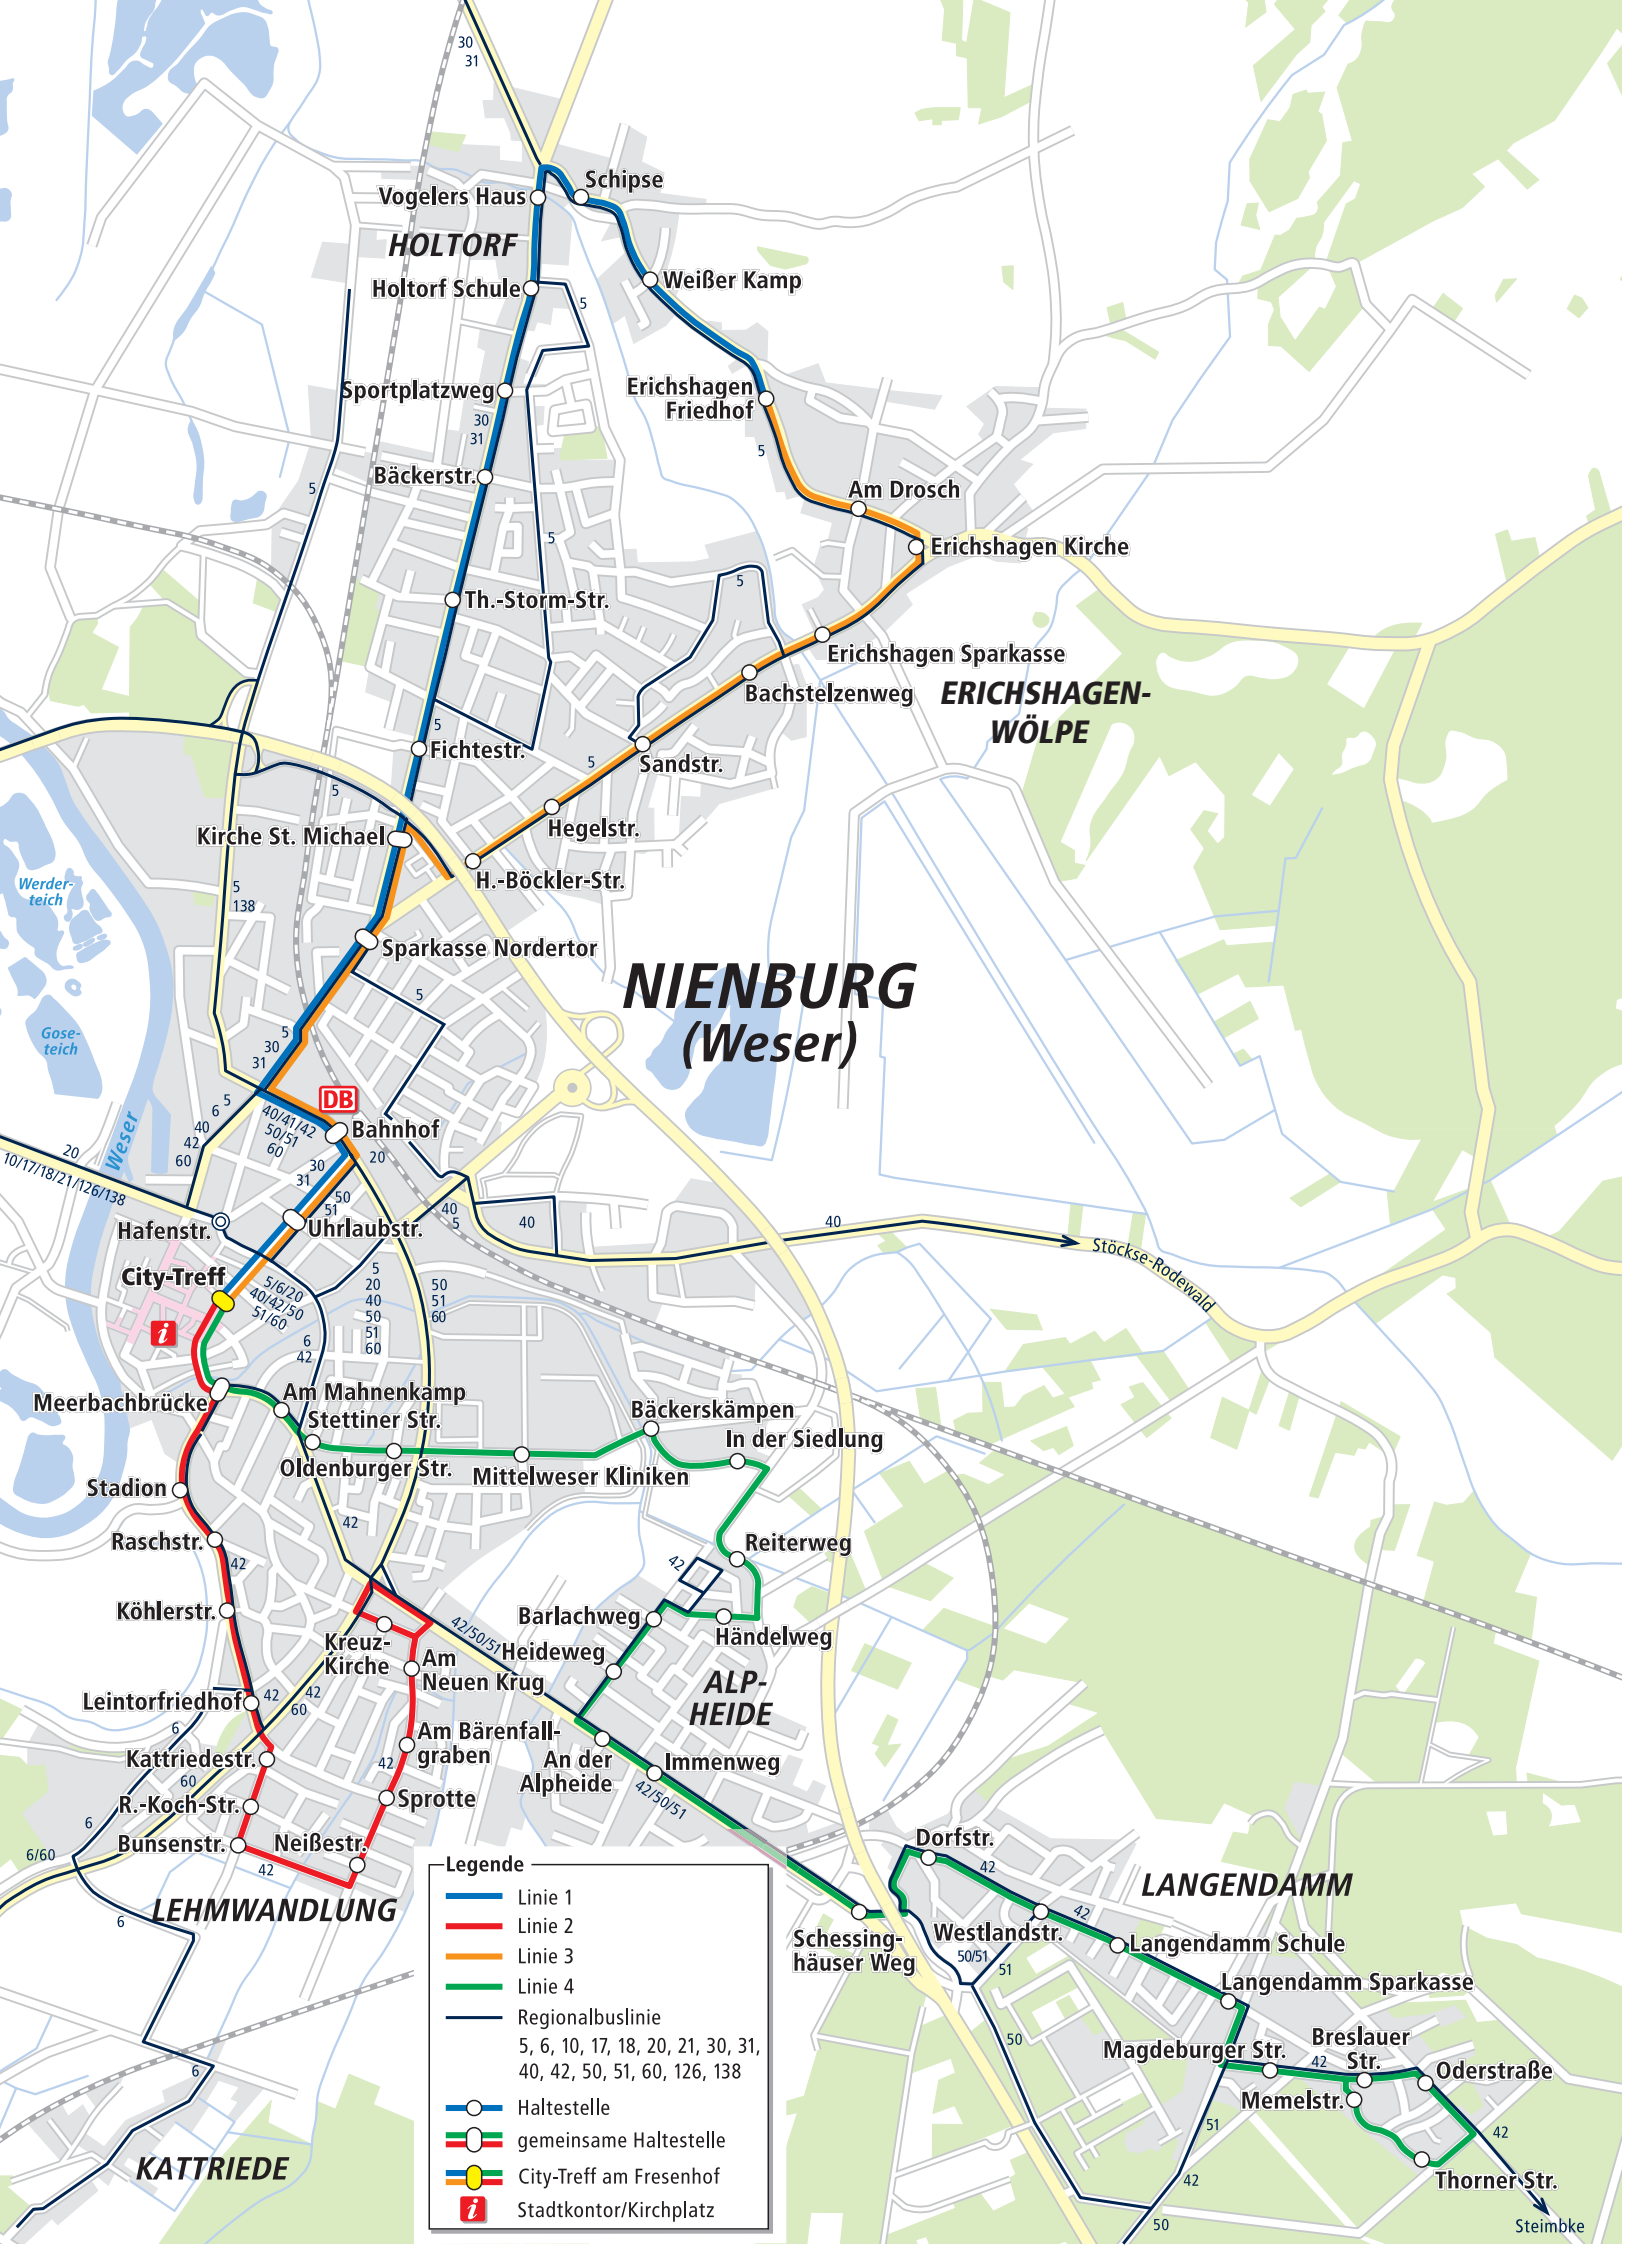 30
31
Schipse
Vogelers Haus
HOLTORF
Weißer Kamp
Holtorf Schule
5
Sportplatzweg
Erichshagen
Friedhof
30
31
5
Bäckerstr.
5
Am Drosch
5
Erichshagen Kirche
5
Th.-Storm-Str.
Erichshagen Sparkasse
Bachstelzenweg
ERICHSHAGEN-
WÖLPE
5
Fichtestr.
5
Sandstr.
5
Kirche St. Michael
Hegelstr.
H.-Böckler-Str.
Werder-
teich
5
138
Sparkasse Nordertor
NIENBURG
(Weser)
5
Gose-
teich
5
30
31
DB
5
6
40
42
60
40/41/42
50/51
60
Bahnhof
Weser
20
10/17/18/21/126/138
20
30
31
50
51
40
5
40
40
Hafenstr.
Uhrlaubstr.
Stöckse-Rodewald
City-Treff
5/6/20
40/42/50
51/60
5
20
40
50
51
60
50
51
60
i
6
42
Meerbachbrücke
Am Mahnenkamp
Stettiner Str.
Bäckerskämpen
In der Siedlung
Oldenburger Str.
Mittelweser Kliniken
Stadion
42
Raschstr.
42
Reiterweg
42
Köhlerstr.
Barlachweg
Händelweg
42/50/51
Kreuz-
Kirche
Heideweg
Am
Neuen Krug
ALP-
HEIDE
Leintorfriedhof
42
42
60
6
Am Bärenfall-
graben
Kattriedestr.
42
An der
Alpheide
Immenweg
60
42/50/51
R.-Koch-Str.
Sprotte
6
Bunsenstr.
Neißestr.
6/60
42
Dorfstr.
42
LANGENDAMM
LEHMWANDLUNG
6
42
Westlandstr.
Schessing-
häuser Weg
50/51
51
Langendamm Schule
Langendamm Sparkasse
50
Magdeburger Str.
Breslauer
Str.
42
Oderstraße
Memelstr.
6
51
42
Thorner Str.
42
KATTRIEDE
50
Steimbke
Legende
Linie 1
Linie 2
Linie 3
Linie 4
Regionalbuslinie
5, 6, 10, 17, 18, 20, 21, 30, 31,
40, 42, 50, 51, 60, 126, 138
Haltestelle
gemeinsame Haltestelle
City-Treff am Fresenhof
i
Stadtkontor/Kirchplatz